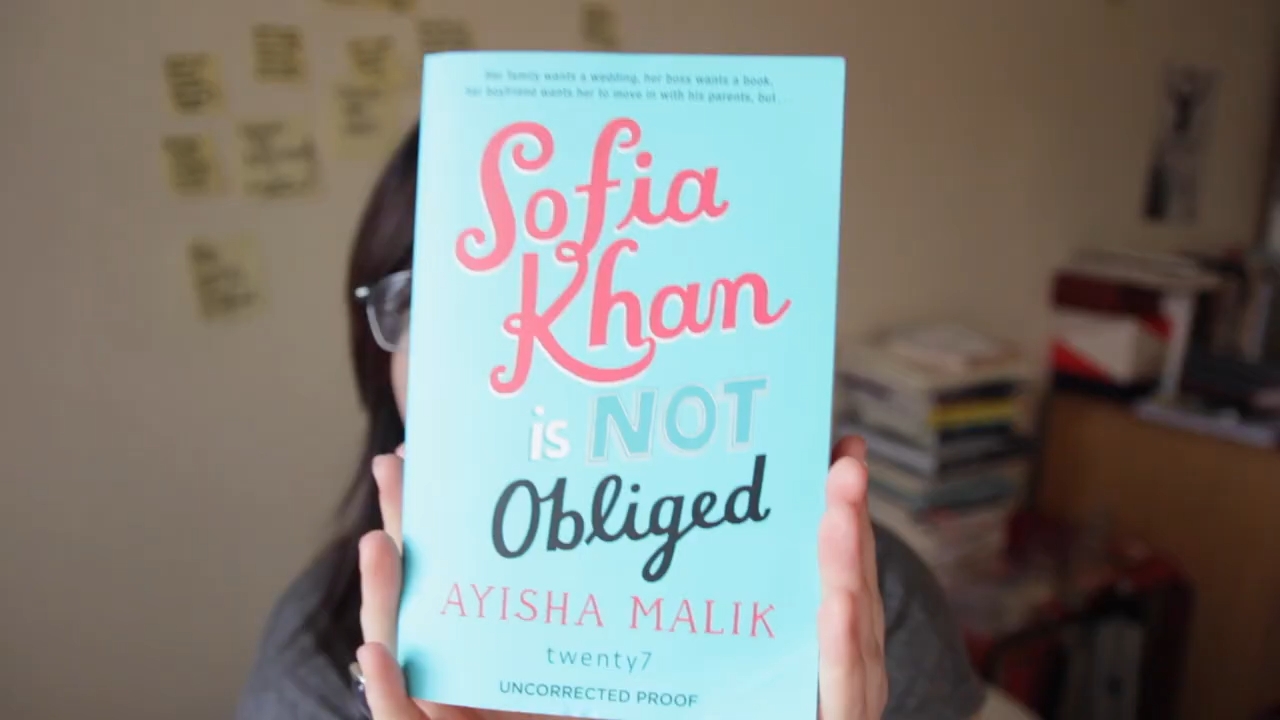 Her family wants a wedding, her boss wants a book,
her boyfriend wants her to move in with his parents, but...
Sofia
Khan
is NOT
Obliged
AYISHA MALIK
twenty7
UNCORRECTED PROOF